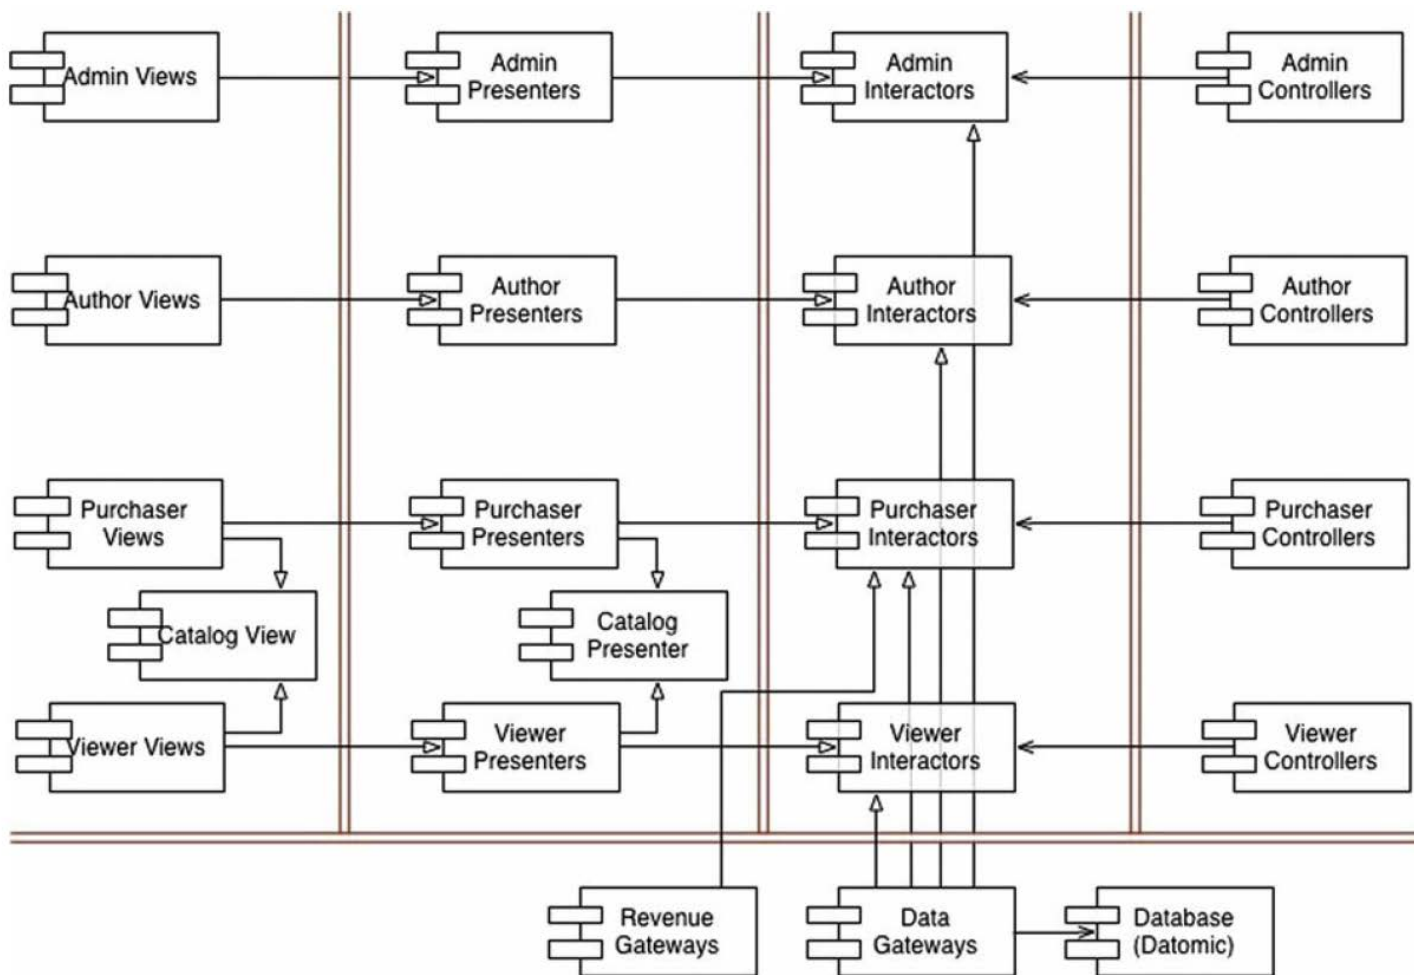 Admin Views
Admin
Presenters
Admin
Interactors
Admin
Controllers
Author Views
Author
Presenters
Author
Interactors
Author
Controllers
Purchaser
Views
Purchaser
Presenters
Purchaser
Interactors
Purchaser
Controllers
Catalog View
Catalog
Presenter
Viewer Views
Viewer
Presenters
Viewer
Interactors
Viewer
Controllers
Revenue
Gateways
Data
Gateways
Database
(Datomic)